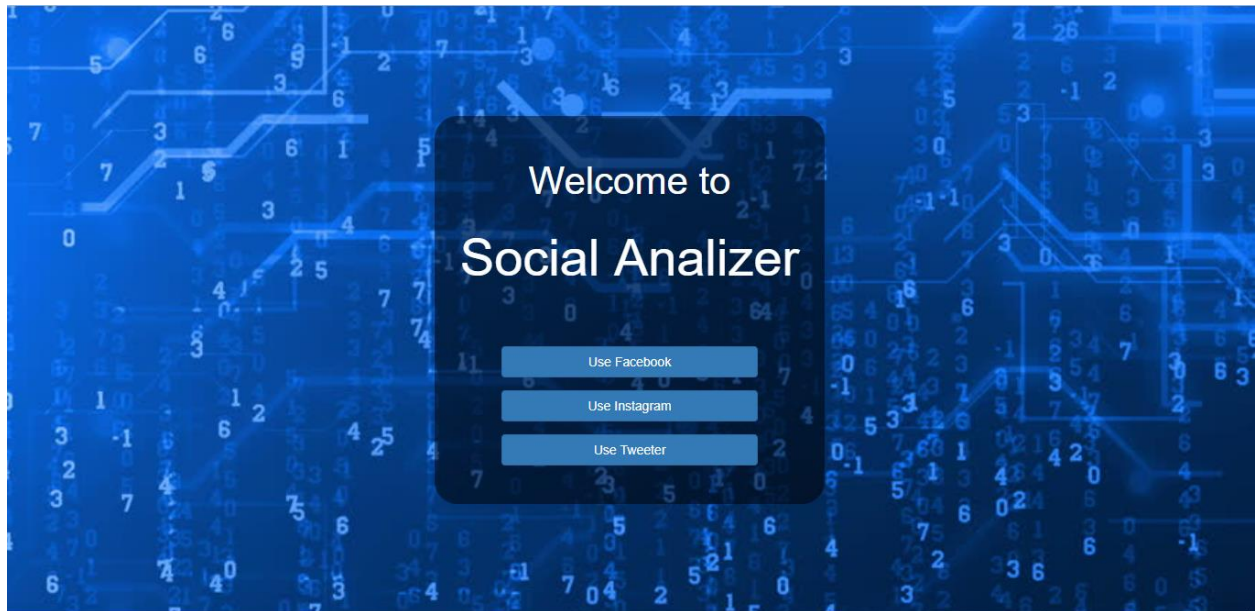 Welcome to
Social Analizer
Use Facebook
Use Instagram
Use Tweeter